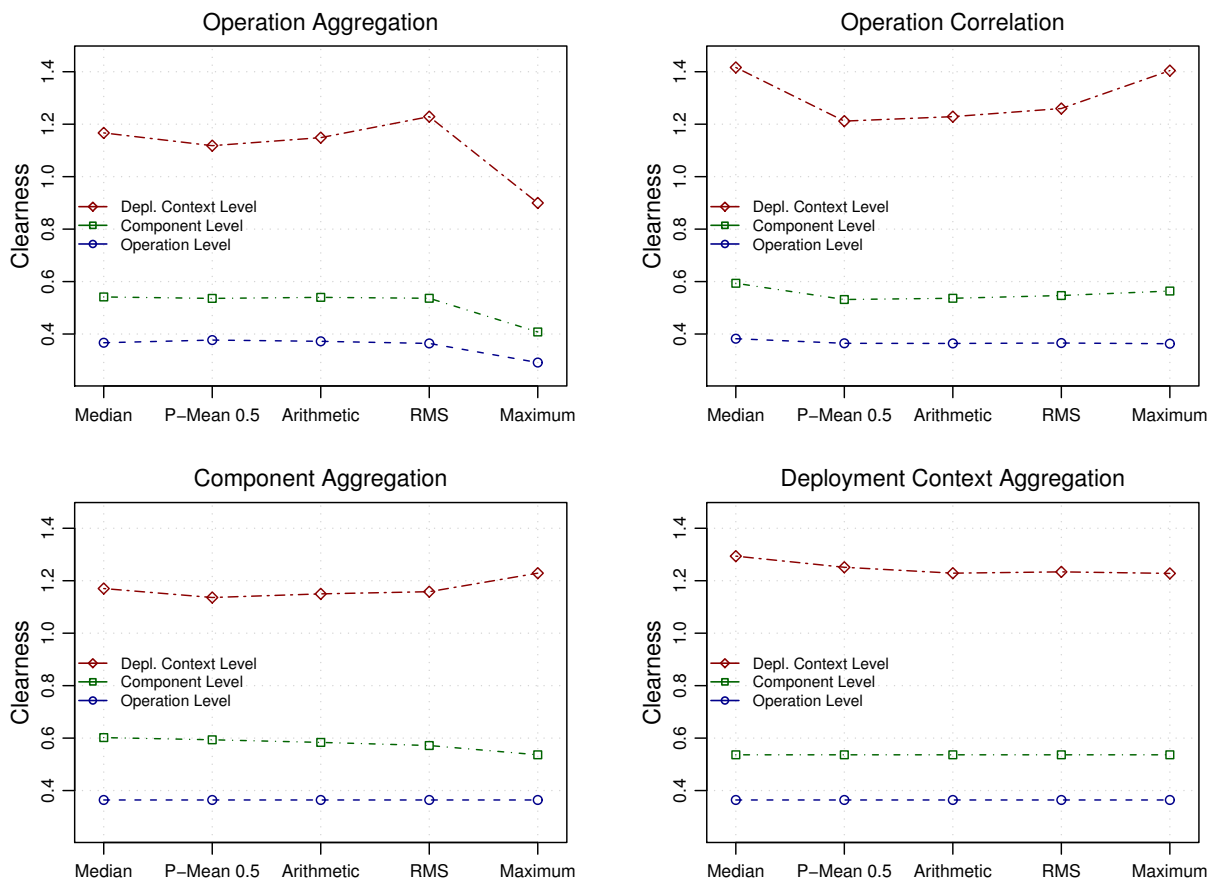 Operation Aggregation
Clearness
1.4
1.2
1.0
0.8
0.6
0.4
Depl. Context Level
Component Level
Operation Level
Median P−Mean 0.5 Arithmetic RMS Maximum
Operation Correlation
Clearness
1.4
1.2
1.0
0.8
0.6
0.4
Depl. Context Level
Component Level
Operation Level
Median P−Mean 0.5 Arithmetic RMS Maximum
Component Aggregation
Clearness
1.4
1.2
1.0
0.8
0.6
0.4
Depl. Context Level
Component Level
Operation Level
Median P−Mean 0.5 Arithmetic RMS Maximum
Deployment Context Aggregation
Clearness
1.4
1.2
1.0
0.8
0.6
0.4
Depl. Context Level
Component Level
Operation Level
Median P−Mean 0.5 Arithmetic RMS Maximum